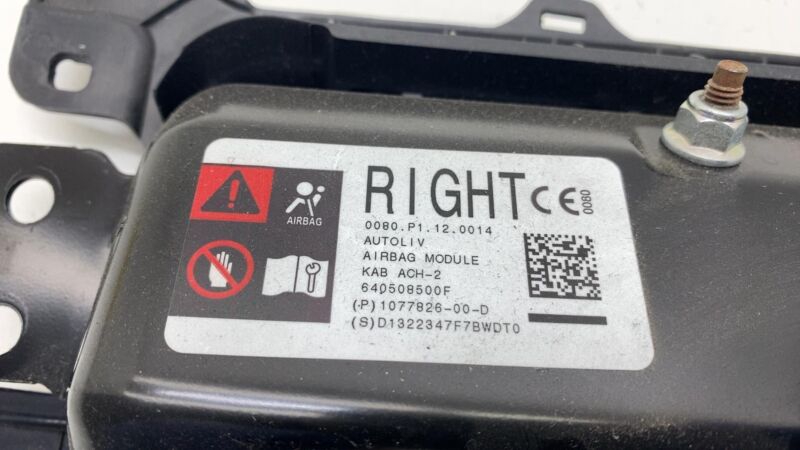 AIRBAG
RIGHT CE 0080
0080.P1.12.0014
AUTOLIV
AIRBAG MODULE
KAB ACH-2
640508500F
(P)1077826-00-D
(S)D1322347F7BWDT0